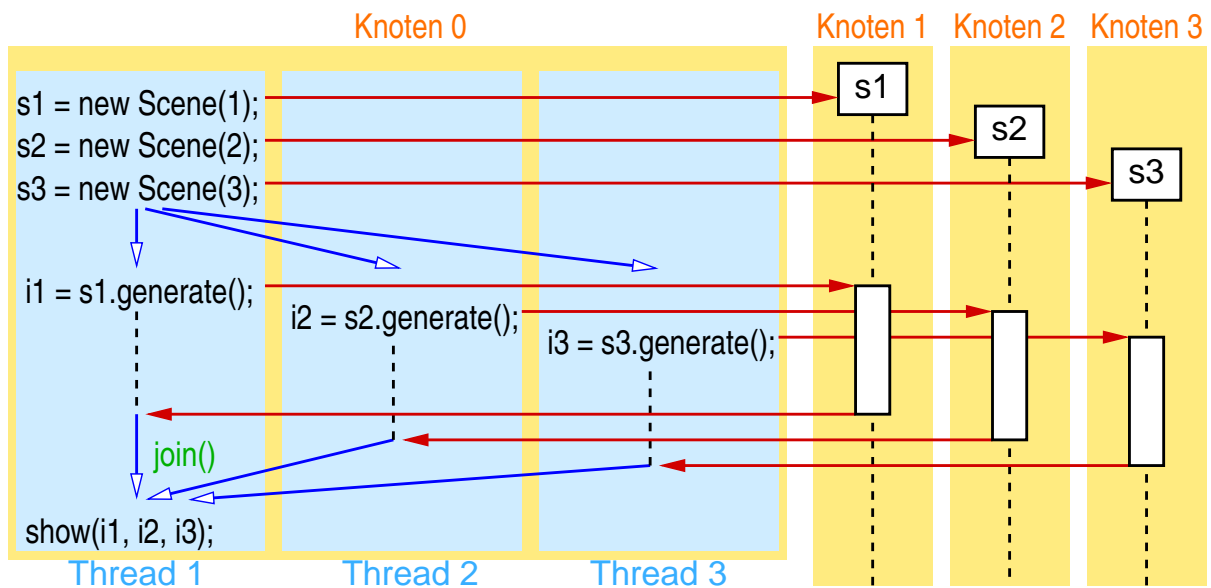 Knoten 0
Knoten 1
Knoten 2
Knoten 3
s1 = new Scene(1);
s1
s2 = new Scene(2);
s2
s3 = new Scene(3);
s3
i1 = s1.generate();
i2 = s2.generate();
i3 = s3.generate();
join()
show(i1, i2, i3);
Thread 1
Thread 2
Thread 3